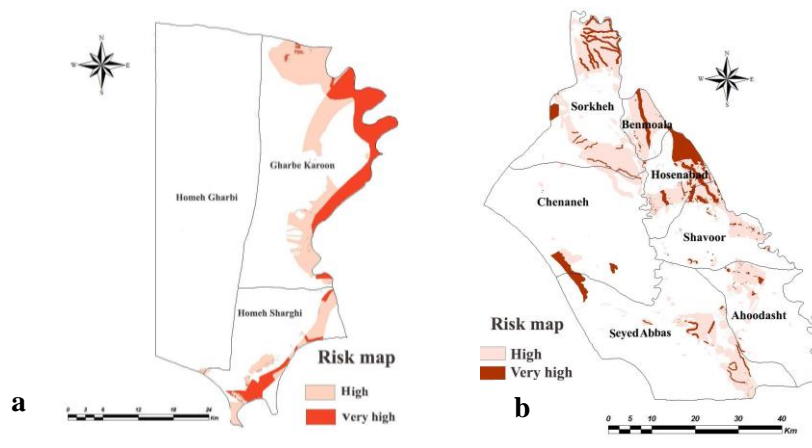 N
W E
S
Gharbe Karoon
Homeh Gharbi
Homeh Sharghi
Risk map
High
Very high
a
0 3 6 12 18 24
Km
N
W E
S
Sorkheh
Benmoala
Hosenabad
Chenaneh
Shavoor
Ahoodasht
Seyed Abbas
Risk map
High
Very high
b
0 5 10 20 30 40
Km